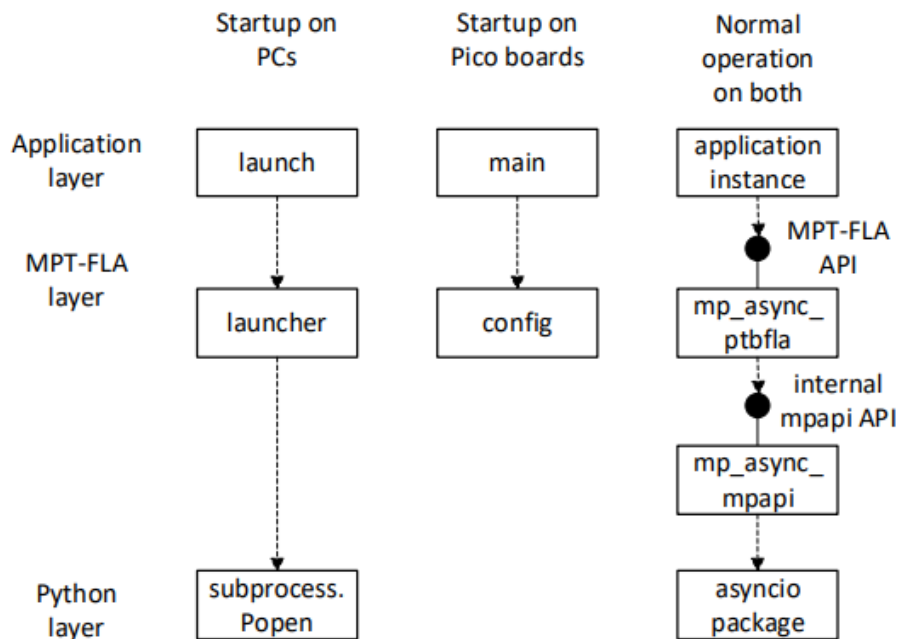 Startup on
PCs
Startup on
Pico boards
Normal
operation
on both
Application
layer
launch
main
application
instance
MPT-FLA
API
MPT-FLA
layer
launcher
config
mp_async_
ptbfla
internal
mpapi API
mp_async_
mpapi
Python
layer
subprocess.
Popen
asyncio
package